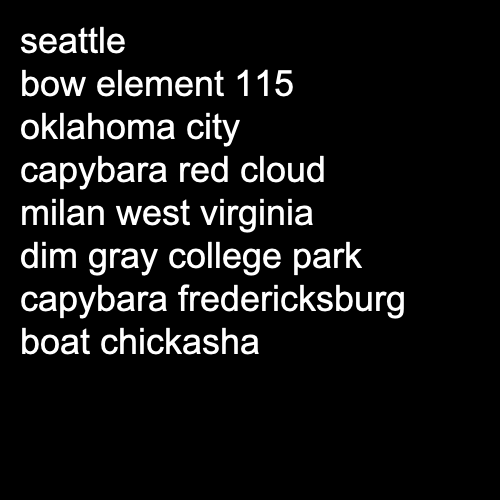 seattle
bow element 115
oklahoma city
capybara red cloud
milan west virginia
dim gray college park
capybara fredericksburg
boat chickasha